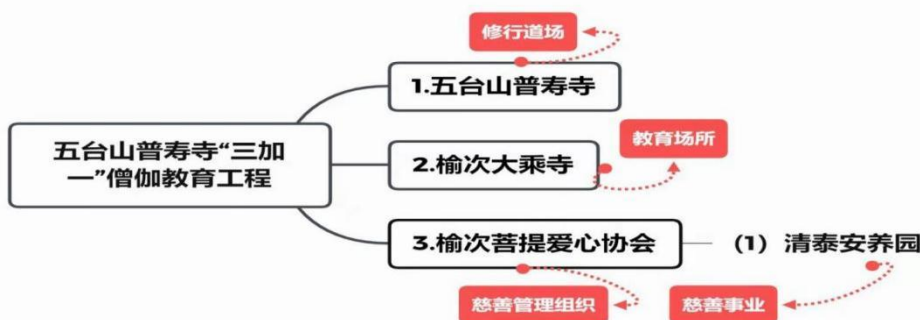 修行道场
1.五台山普寿寺
五台山普寿寺“三加
一”僧伽教育工程
教育场所
2.榆次大乘寺
3.榆次菩提爱心协会
(1) 清泰安养园
慈善管理组织
慈善事业